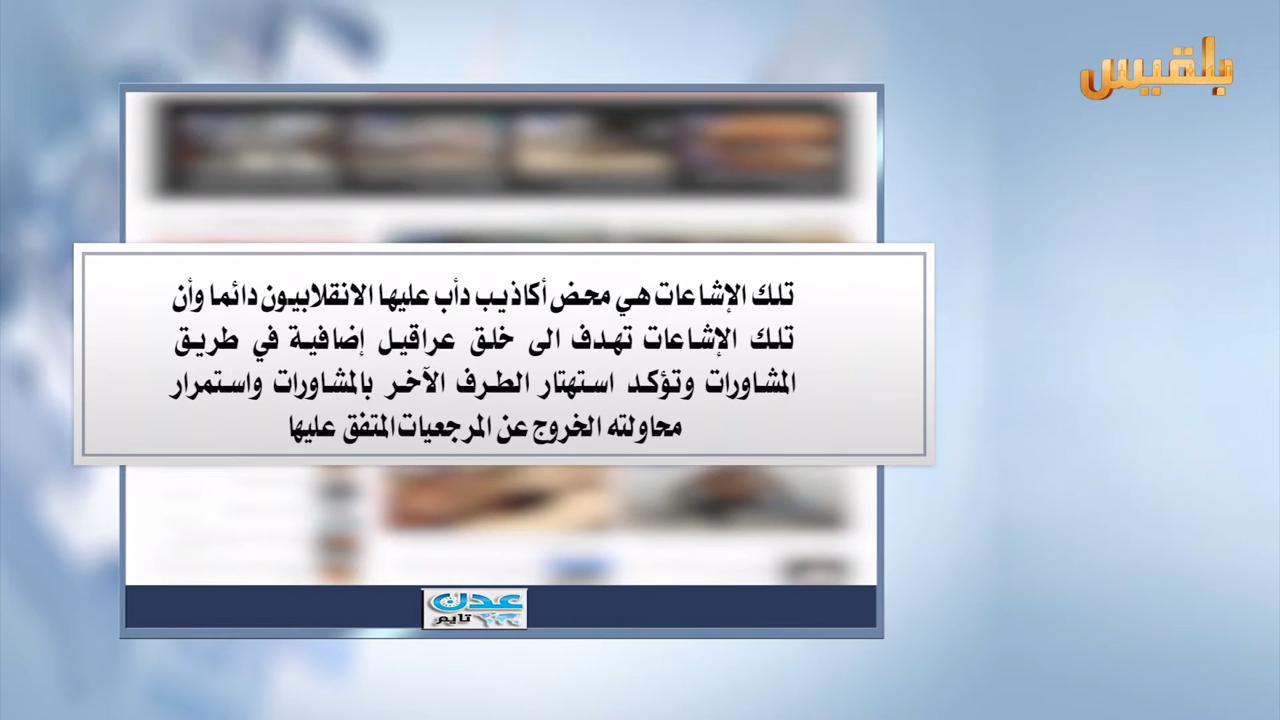 بلقيس
تلك الإشاعات هي محض أكاذيب دأب عليها الانقلابيون دائما وأن
تلك الإشاعات تهدف الى خلق عراقيل إضافية في طريق
المشاورات وتؤكد استهتار الطرف الآخر بالمشاورات واستمرار
محاولته الخروج عن المرجعيات المتفق عليها
عدن
تايم